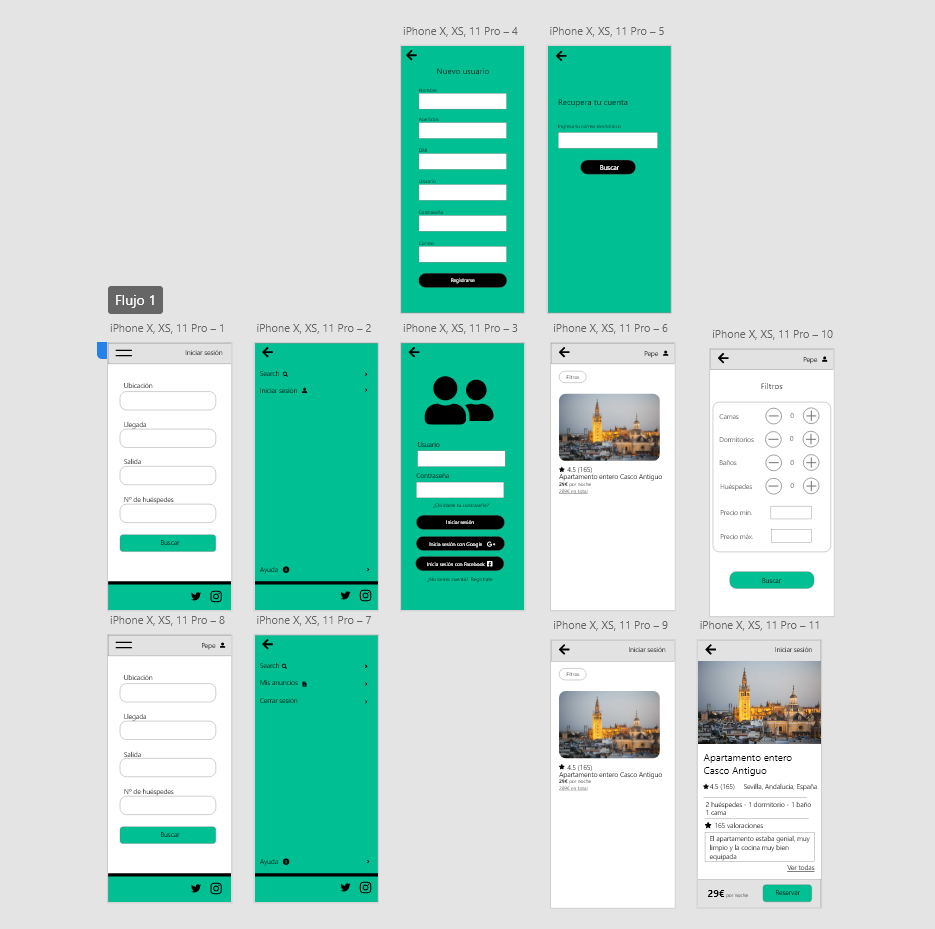 iPhone X, XS, 11 Pro – 4
Nuevo usuario
Nombre
Apellidos
DNI
Usuario
Contraseña
Correo
Registrarse
iPhone X, XS, 11 Pro – 5
Recupera tu cuenta
Ingresa tu correo electrónico
Buscar
Flujo 1
iPhone X, XS, 11 Pro – 1
Iniciar sesión
Ubicación
Llegada
Salida
Nº de huéspedes
Buscar
iPhone X, XS, 11 Pro – 2
Search
Iniciar sesión
Ayuda
iPhone X, XS, 11 Pro – 3
Usuario
Contraseña
¿Olvidaste tu contraseña?
Iniciar sesión
Inicia sesión con Google G+
Inicia sesión con Facebook
¿No tienes cuenta? Regístrate
iPhone X, XS, 11 Pro – 6
Pepe
Filtros
4.5 (165)
Apartamento entero Casco Antiguo
29€ por noche
289€ en total
iPhone X, XS, 11 Pro – 10
Pepe
Filtros
Camas 0
Dormitorios 0
Baños 0
Huéspedes 0
Precio min.
Precio máx.
Buscar
iPhone X, XS, 11 Pro – 8
Pepe
Ubicación
Llegada
Salida
Nº de huéspedes
Buscar
iPhone X, XS, 11 Pro – 7
Search
Mis anuncios
Cerrar sesión
Ayuda
iPhone X, XS, 11 Pro – 9
Iniciar sesión
Filtros
4.5 (165)
Apartamento entero Casco Antiguo
29€ por noche
289€ en total
iPhone X, XS, 11 Pro – 11
Iniciar sesión
Apartamento entero
Casco Antiguo
4.5 (165) Sevilla, Andalucia, España
2 huéspedes - 1 dormitorio - 1 baño
1 cama
165 valoraciones
El apartamento estaba genial, muy
limpio y la cocina muy bien
equipada
Ver todas
29€ por noche
Reservar